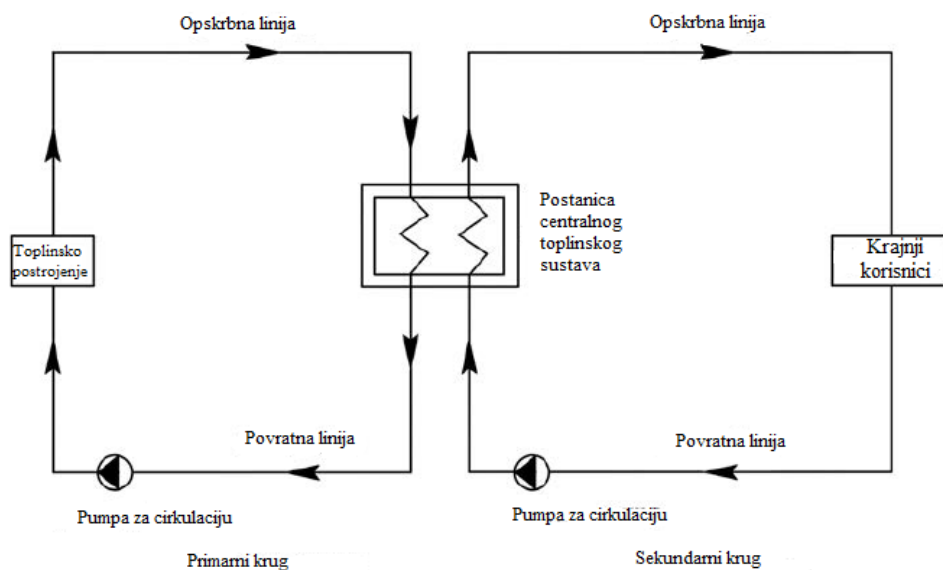 Opskrbna linija
Opskrbna linija
Toplinsko
postrojenje
Postanica
centralnog
toplinskog
sustava
Krajnji
korisnici
Povratna linija
Povratna linija
Pumpa za cirkulaciju
Pumpa za cirkulaciju
Primarni krug
Sekundarni krug